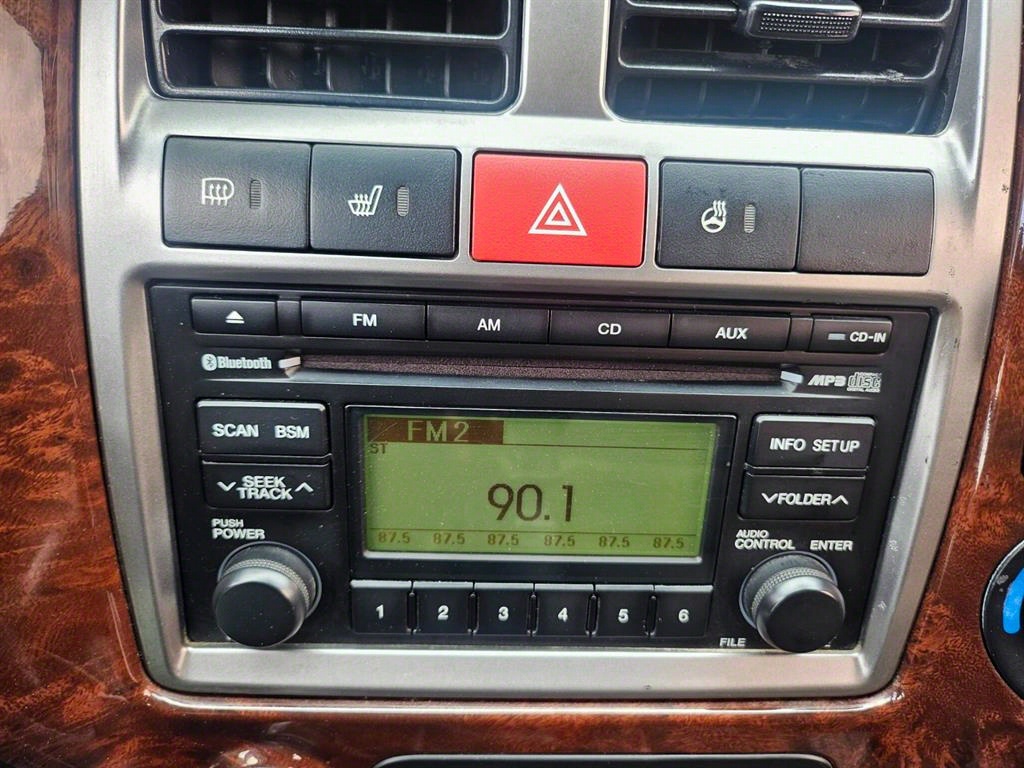 FM AM CD AUX CD-IN
Bluetooth MP3 disc
SCAN BSM
SEEK
TRACK
PUSH
POWER
FM2
ST
90.1
87.5 87.5 87.5 87.5 87.5 87.5
INFO SETUP
FOLDER
AUDIO
CONTROL ENTER
1 2 3 4 5 6
FILE